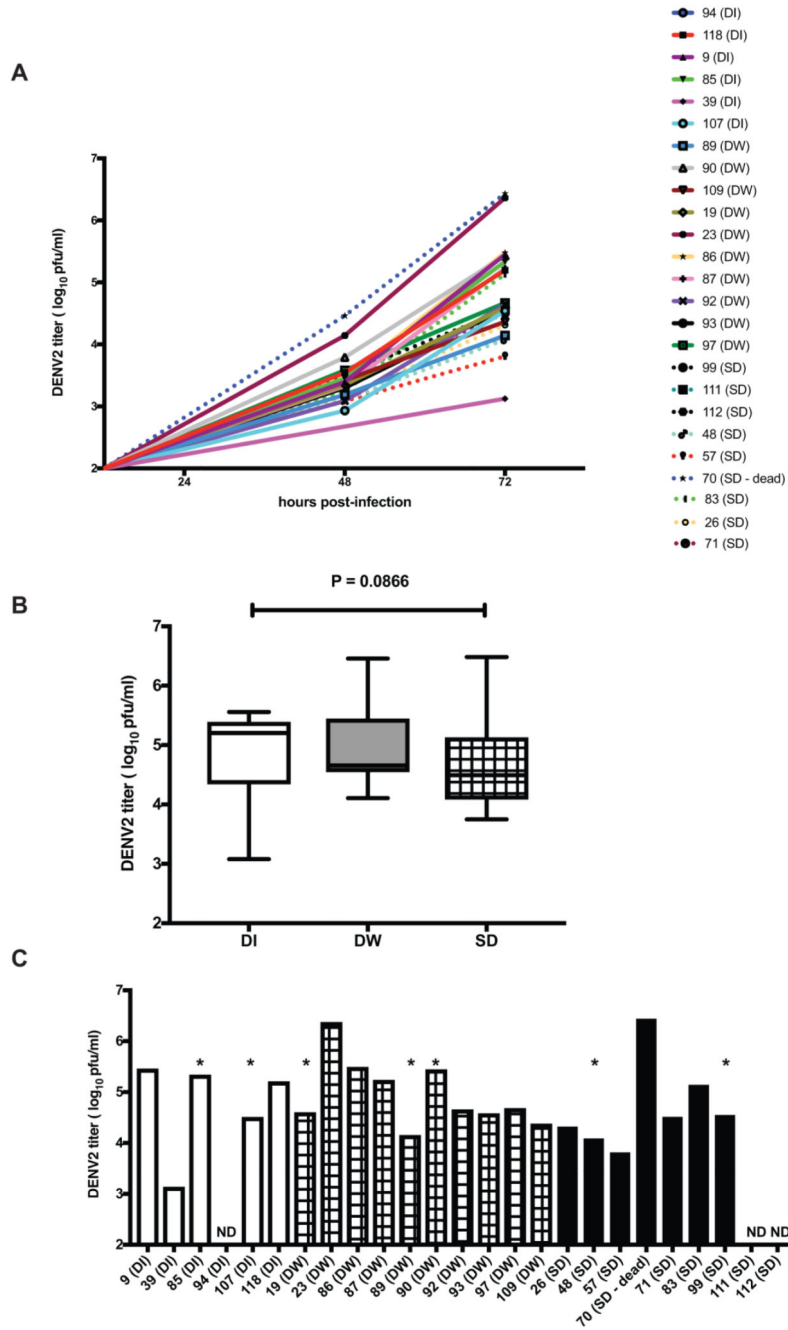 94 (DI)
118 (DI)
9 (DI)
85 (DI)
39 (DI)
107 (DI)
89 (DW)
90 (DW)
109 (DW)
19 (DW)
23 (DW)
86 (DW)
87 (DW)
92 (DW)
93 (DW)
97 (DW)
99 (SD)
111 (SD)
112 (SD)
48 (SD)
57 (SD)
70 (SD - dead)
83 (SD)
26 (SD)
71 (SD)
A
DENV2 titer ( log10 pfu/ml)
7
6
5
4
3
2
24 48 72
hours post-infection
B
P = 0.0866
DENV2 titer ( log10 pfu/ml)
7
6
5
4
3
2
DI DW SD
C
DENV2 titer ( log10 pfu/ml)
7
6
5
4
3
2
* * * * * * *
ND ND ND
9 (DI)
39 (DI)
85 (DI)
94 (DI)
107 (DI)
118 (DI)
19 (DW)
23 (DW)
86 (DW)
87 (DW)
89 (DW)
90 (DW)
92 (DW)
93 (DW)
97 (DW)
109 (DW)
26 (SD)
48 (SD)
57 (SD)
70 (SD - dead)
71 (SD)
83 (SD)
99 (SD)
111 (SD)
112 (SD)